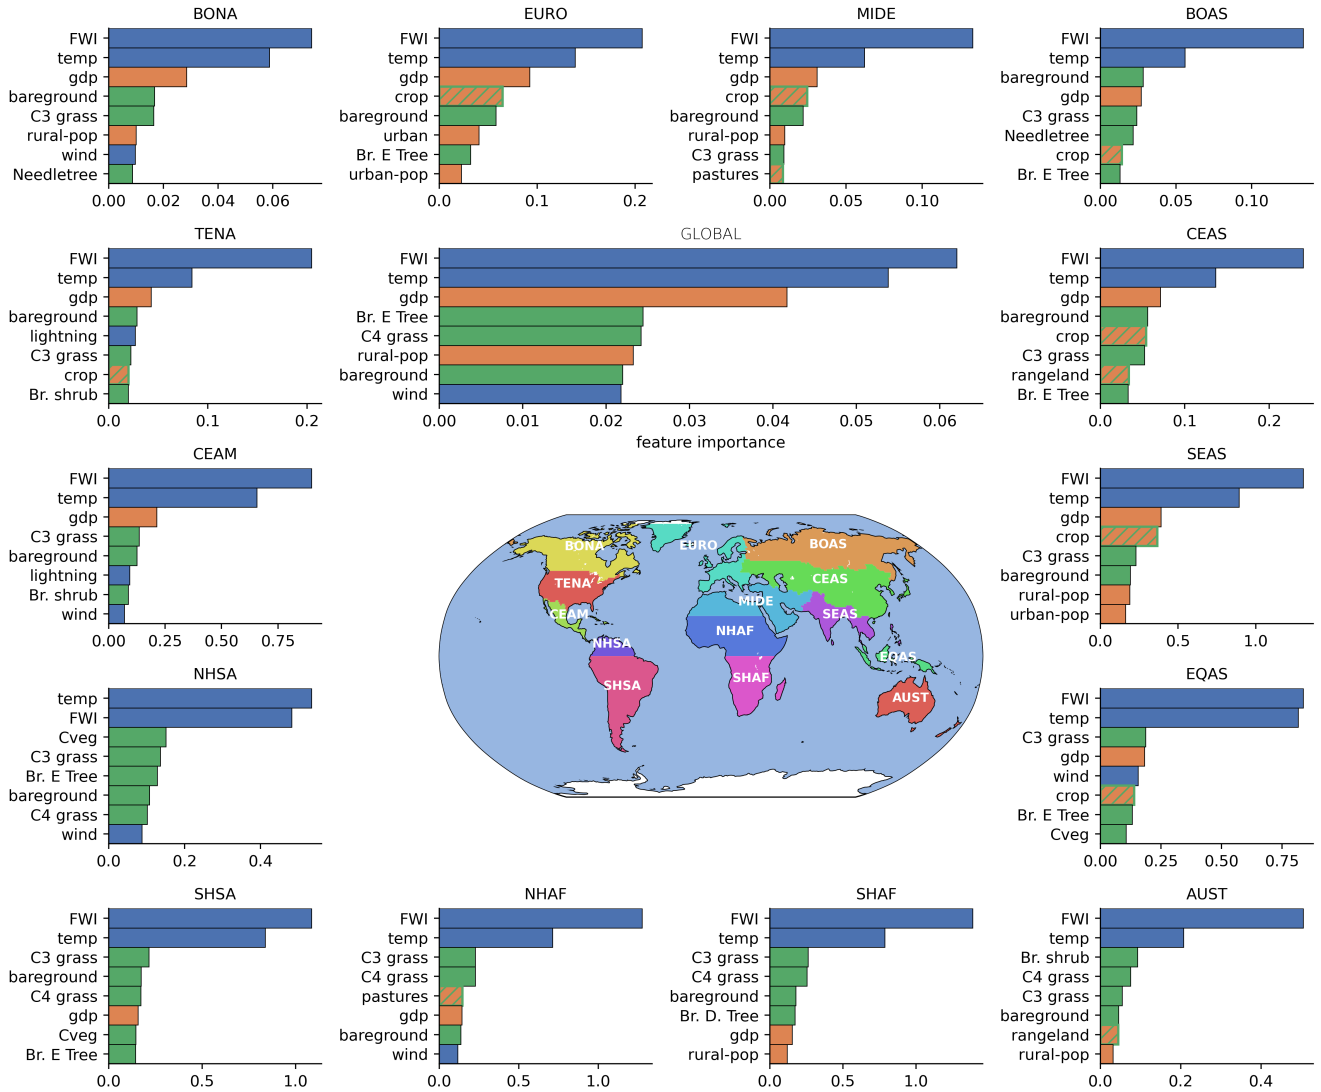 BONA
FWI
temp
gdp
bareground
C3 grass
rural-pop
wind
Needletree
0.00 0.02 0.04 0.06
EURO
FWI
temp
gdp
crop
bareground
urban
Br. E Tree
urban-pop
0.0 0.1 0.2
MIDE
FWI
temp
gdp
crop
bareground
rural-pop
C3 grass
pastures
0.00 0.05 0.10
BOAS
FWI
temp
bareground
gdp
C3 grass
Needletree
crop
Br. E Tree
0.00 0.05 0.10
TENA
FWI
temp
gdp
bareground
lightning
C3 grass
crop
Br. shrub
0.0 0.1 0.2
GLOBAL
FWI
temp
gdp
Br. E Tree
C4 grass
rural-pop
bareground
wind
0.00 0.01 0.02 0.03 0.04 0.05 0.06
feature importance
CEAS
FWI
temp
gdp
bareground
crop
C3 grass
rangeland
Br. E Tree
0.0 0.1 0.2
CEAM
FWI
temp
gdp
C3 grass
bareground
lightning
Br. shrub
wind
0.00 0.25 0.50 0.75
BONA
EURO
BOAS
TENA
CEAS
CEAM
MIDE
SEAS
NHSA
NHAF
EQAS
SHSA
SHAF
AUST
SEAS
FWI
temp
gdp
crop
C3 grass
bareground
rural-pop
urban-pop
0.0 0.5 1.0
NHSA
temp
FWI
Cveg
C3 grass
Br. E Tree
bareground
C4 grass
wind
0.0 0.2 0.4
EQAS
FWI
temp
C3 grass
gdp
wind
crop
Br. E Tree
Cveg
0.00 0.25 0.50 0.75
SHSA
FWI
temp
C3 grass
bareground
C4 grass
gdp
Cveg
Br. E Tree
0.0 0.5 1.0
NHAF
FWI
temp
C3 grass
C4 grass
pastures
gdp
bareground
wind
0.0 0.5 1.0
SHAF
FWI
temp
C3 grass
C4 grass
bareground
Br. D. Tree
gdp
rural-pop
0.0 0.5 1.0
AUST
FWI
temp
Br. shrub
C4 grass
C3 grass
bareground
rangeland
rural-pop
0.0 0.2 0.4